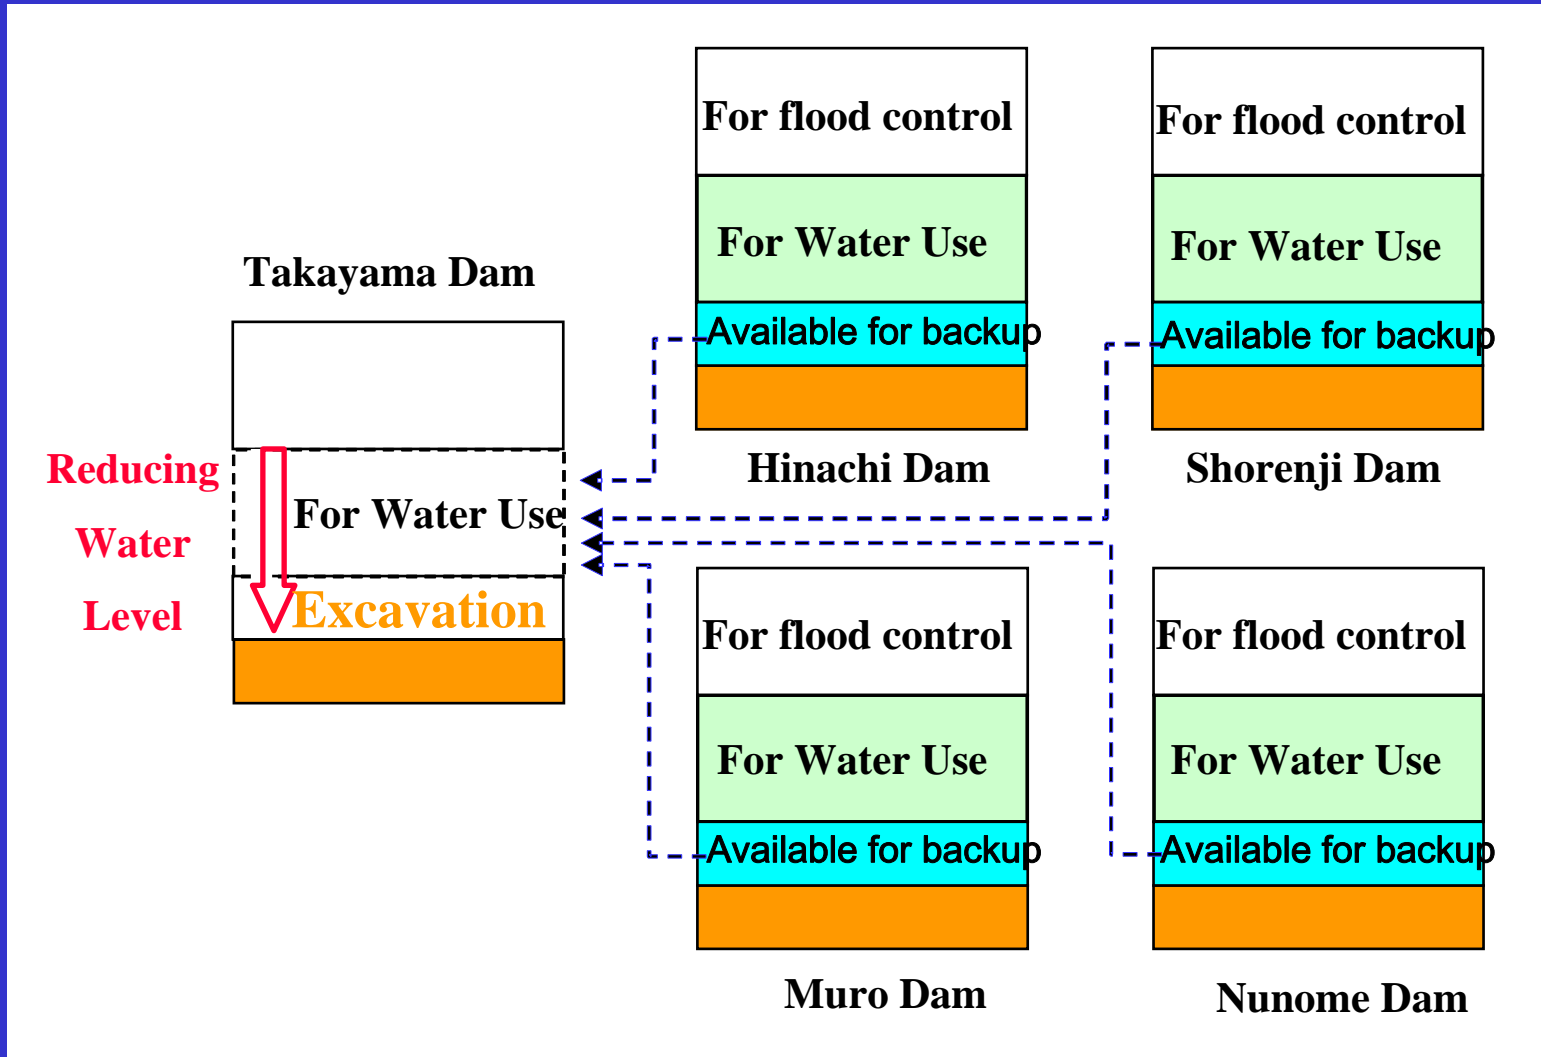 Takayama Dam
Reducing
Water
Level
For Water Use
Excavation
For flood control
For Water Use
Available for backup
Hinachi Dam
For flood control
For Water Use
Available for backup
Shorenji Dam
For flood control
For Water Use
Available for backup
Muro Dam
For flood control
For Water Use
Available for backup
Nunome Dam